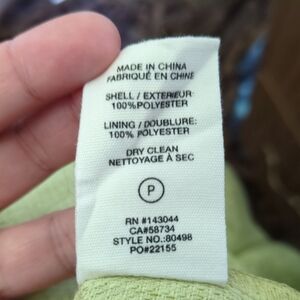 MADE IN CHINA
FABRIQUÉ EN CHINE
SHELL / EXTERIEUR:
100%POLYESTER
LINING / DOUBLURE:
100% POLYESTER
DRY CLEAN
NETTOYAGE À SEC
P
RN #143044
CA#58734
STYLE NO.:80498
PO#22155